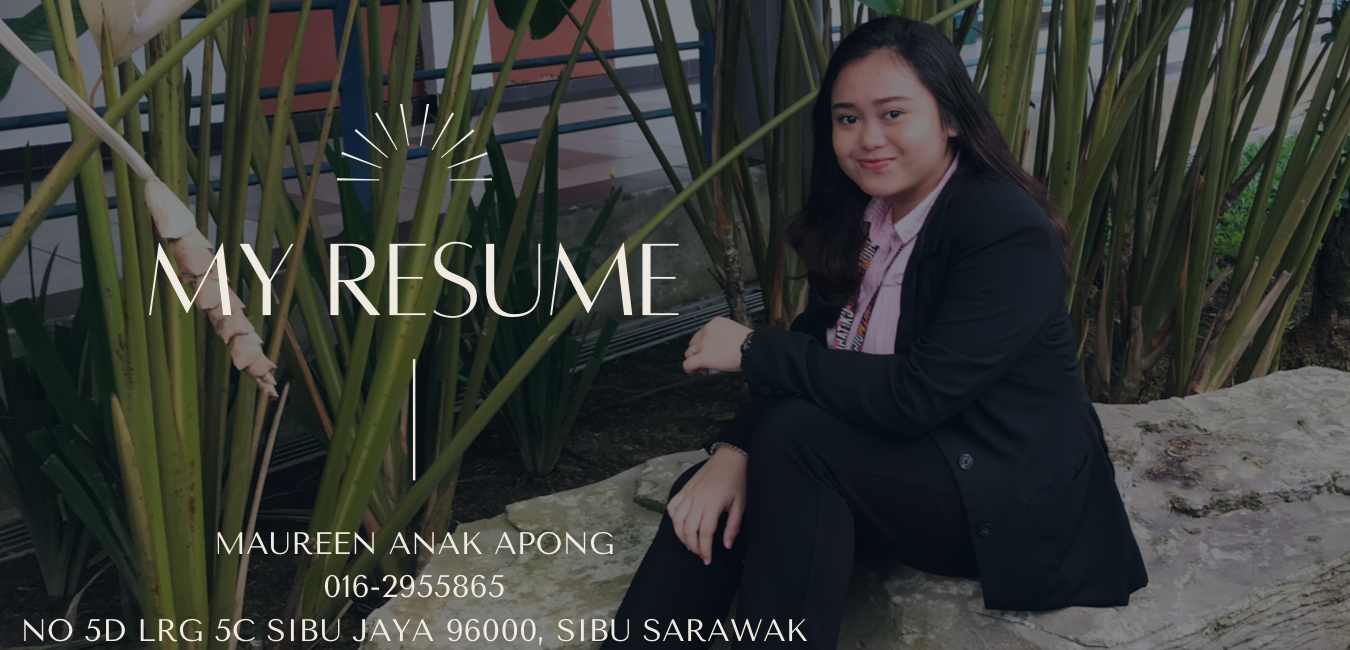 MY RESUME
MAUREEN ANAK APONG
016-2955865
NO 5D LRG 5C SIBU JAYA 96000, SIBU SARAWAK